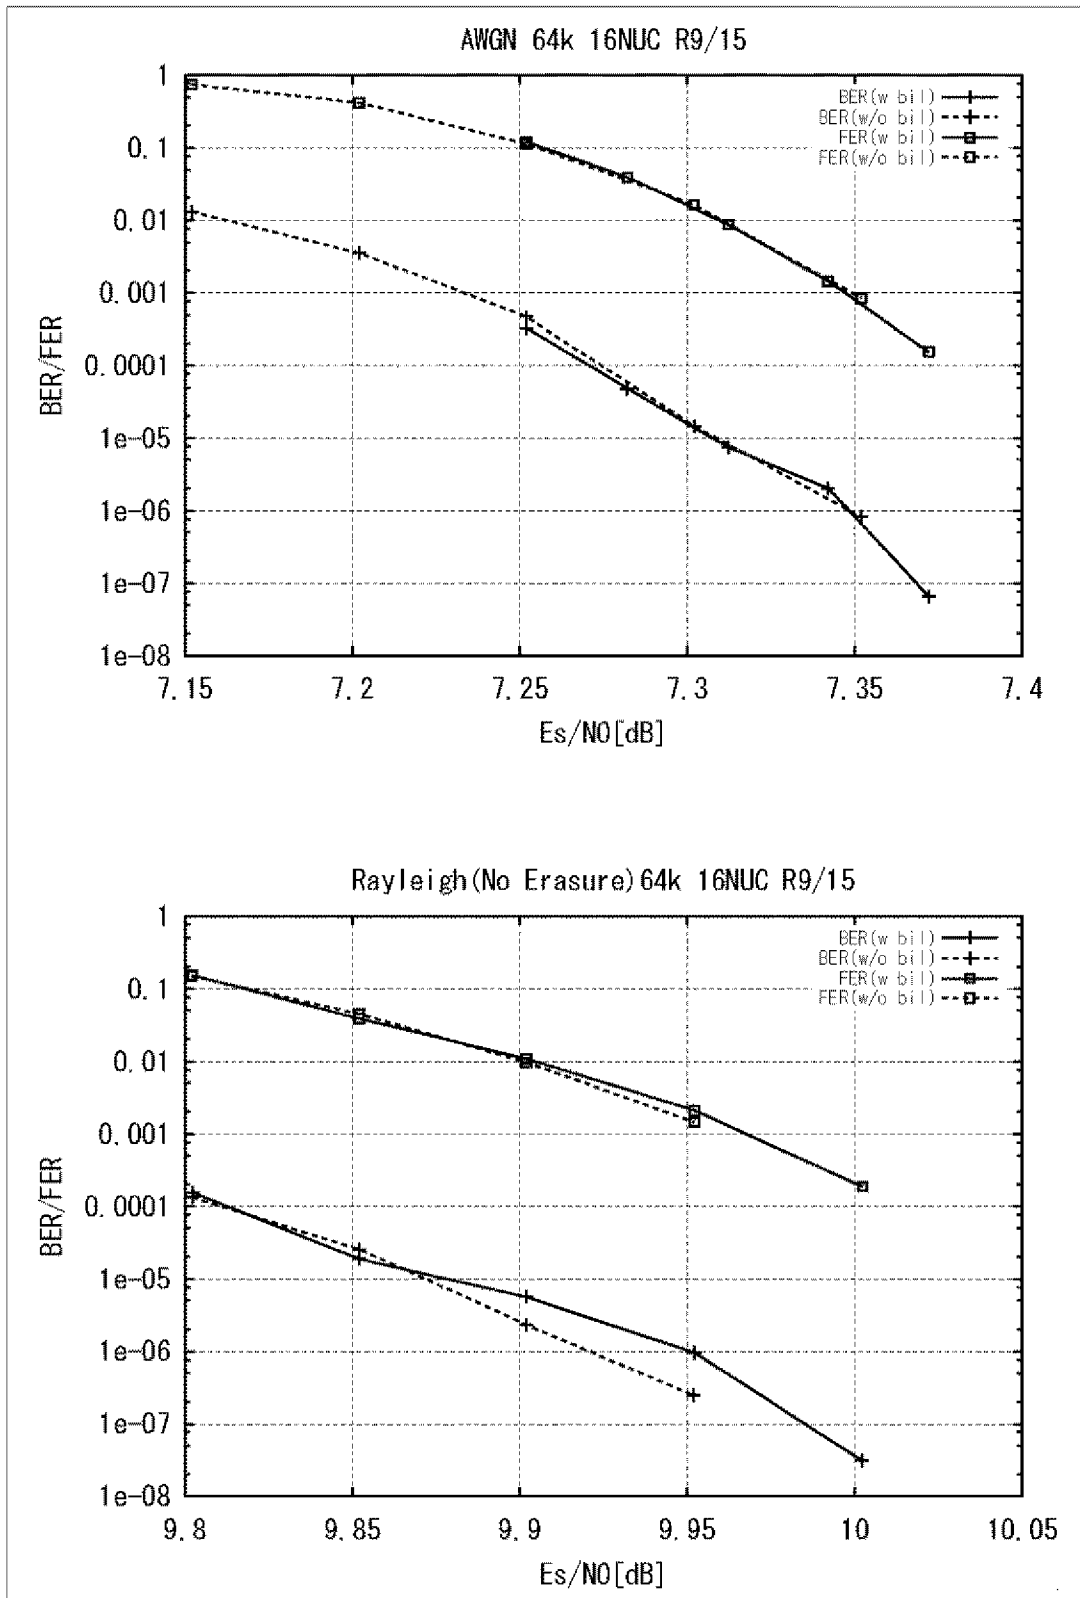 AWGN 64k 16NUC R9/15
1
0.1
0.01
0.001
0.0001
1e-05
1e-06
1e-07
1e-08
BER/FER
BER(w bil)
BER(w/o bil)
FER(w bil)
FER(w/o bil)
7.15 7.2 7.25 7.3 7.35 7.4
Es/N0[dB]
Rayleigh(No Erasure)64k 16NUC R9/15
1
0.1
0.01
0.001
0.0001
1e-05
1e-06
1e-07
1e-08
BER/FER
BER(w bil)
BER(w/o bil)
FER(w bil)
FER(w/o bil)
9.8 9.85 9.9 9.95 10 10.05
Es/N0[dB]